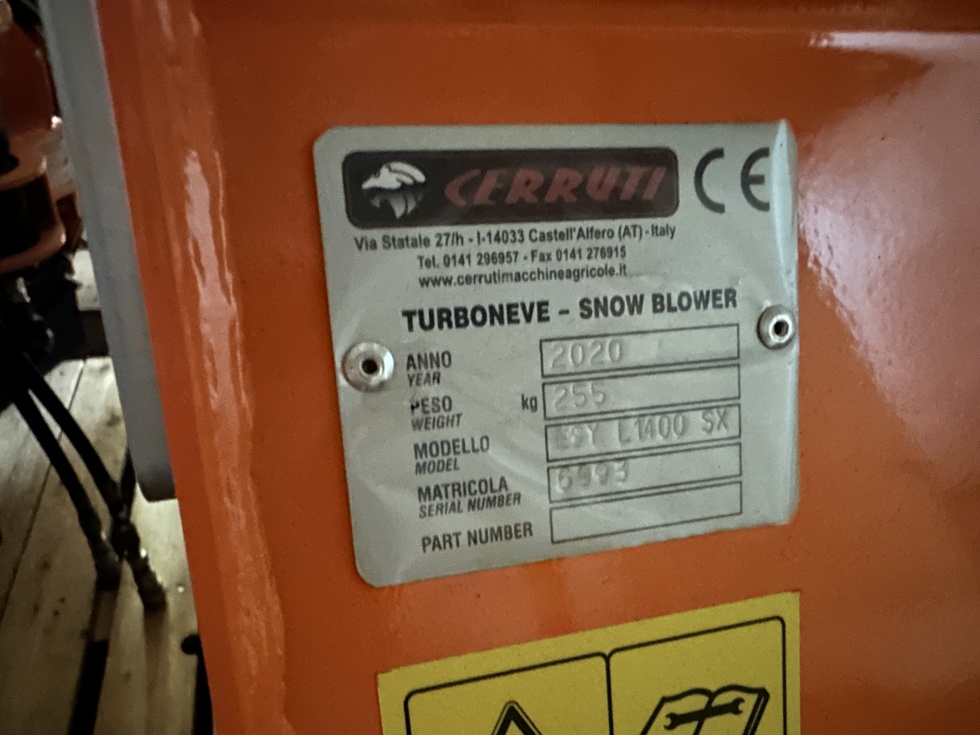 CERRUTI CE
Via Statale 27/h - I-14033 Castell'Alfero (AT) - Italy
Tel. 0141 296957 - Fax 0141 276915
www.cerrutimacchineagricole.it
TURBONEVE - SNOW BLOWER
ANNO 2020
YEAR
PESO kg 255
WEIGHT
MODELLO ESY L1400 SX
MODEL
MATRICOLA 6993
SERIAL NUMBER
PART NUMBER